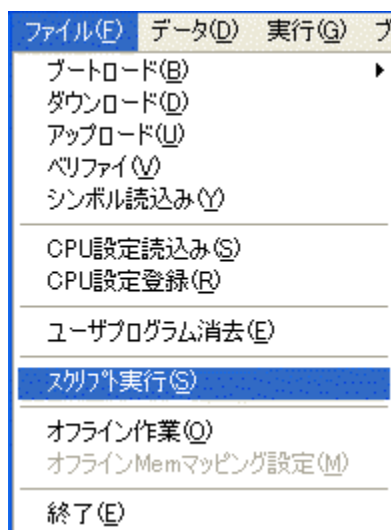 ファイル(F) データ(D) 実行(G) プ
ブートロード(B)
ダウンロード(D)
アップロード(U)
ベリファイ(V)
シンボル読込み(Y)
CPU設定読込み(S)
CPU設定登録(R)
ユーザプログラム消去(E)
スクリプト実行(S)
オフライン作業(O)
オフラインMemマッピング設定(M)
終了(E)